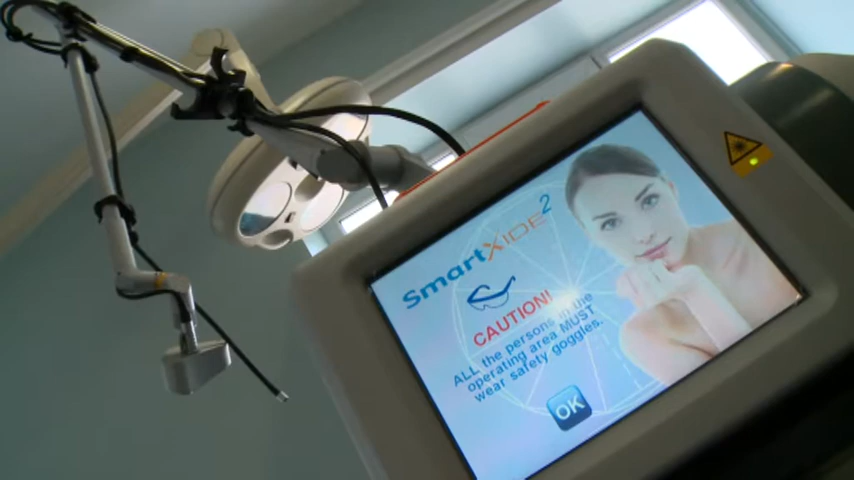 SmartXIDE2
CAUTION!
ALL the persons in the
operating area MUST
wear safety goggles.
OK